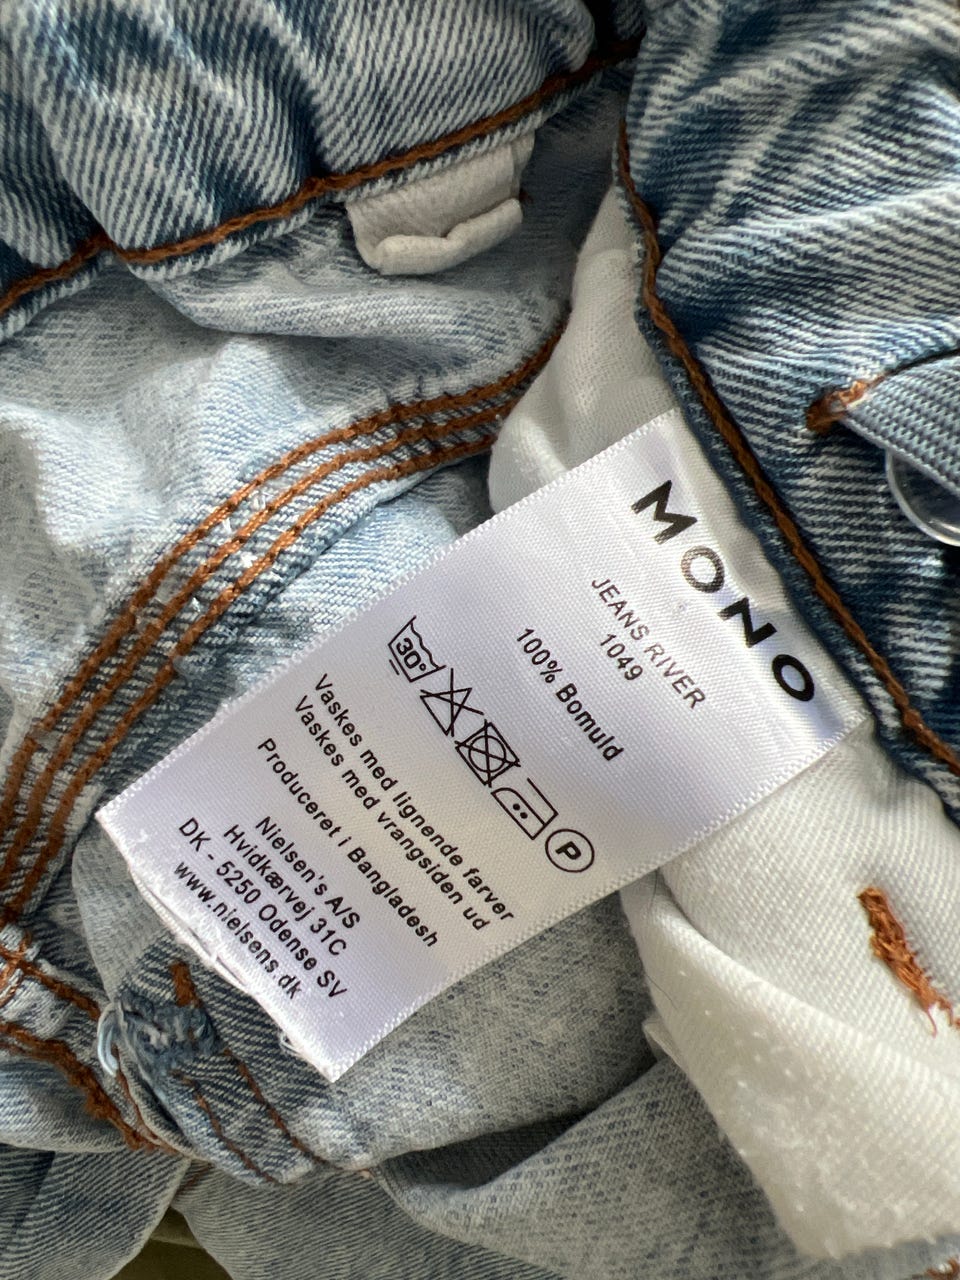 MONO
JEANS RIVER
1049
100% Bomuld
30°
P
Vaskes med lignende farver
Vaskes med vrangsiden ud
Produceret i Bangladesh
Nielsen's A/S
Hvidkærvej 31C
DK - 5250 Odense SV
www.nielsens.dk